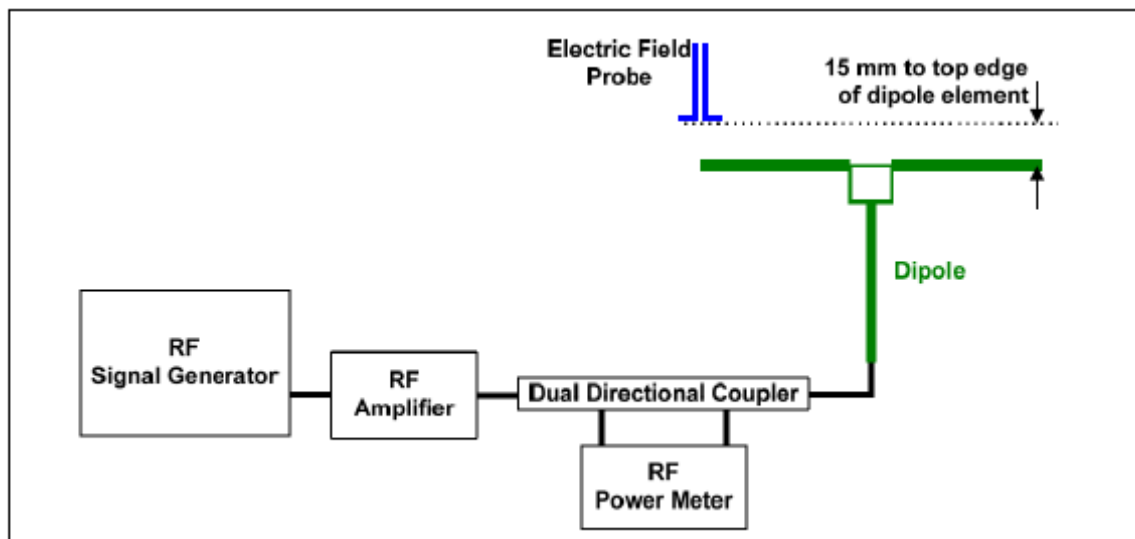 Electric Field
Probe
15 mm to top edge
of dipole element
Dipole
RF
Signal Generator
RF
Amplifier
Dual Directional Coupler
RF
Power Meter